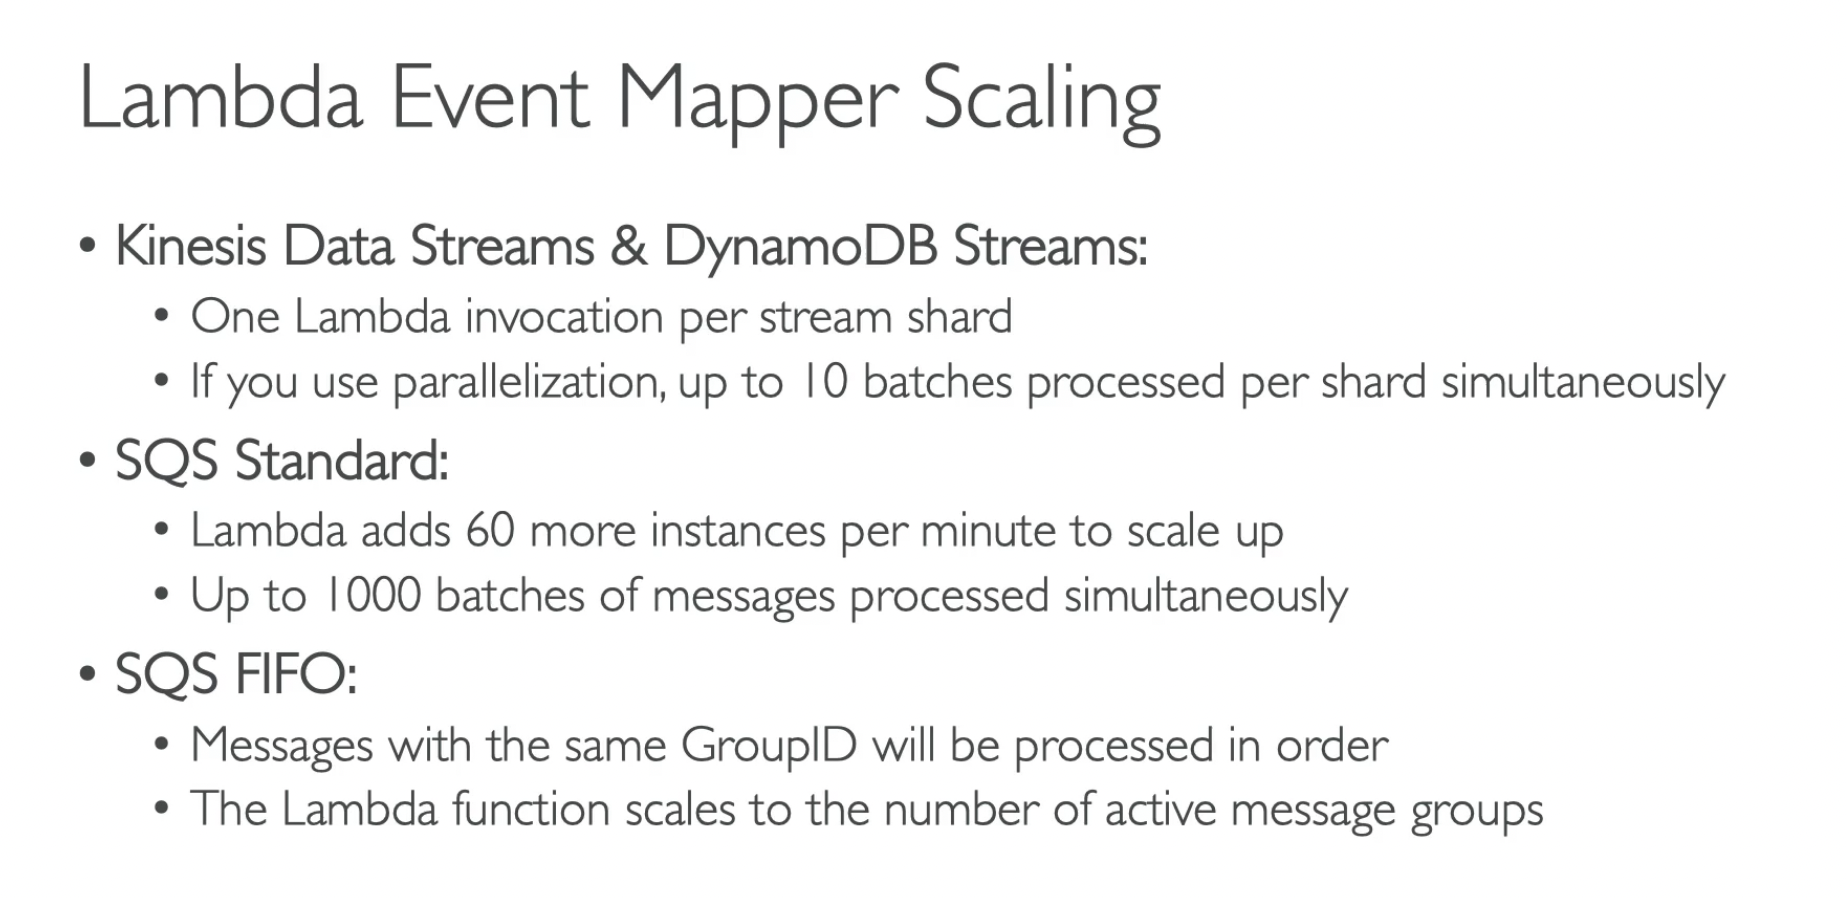 Lambda Event Mapper Scaling
• Kinesis Data Streams & DynamoDB Streams:
• One Lambda invocation per stream shard
• If you use parallelization, up to 10 batches processed per shard simultaneously
• SQS Standard:
• Lambda adds 60 more instances per minute to scale up
• Up to 1000 batches of messages processed simultaneously
• SQS FIFO:
• Messages with the same GroupID will be processed in order
• The Lambda function scales to the number of active message groups